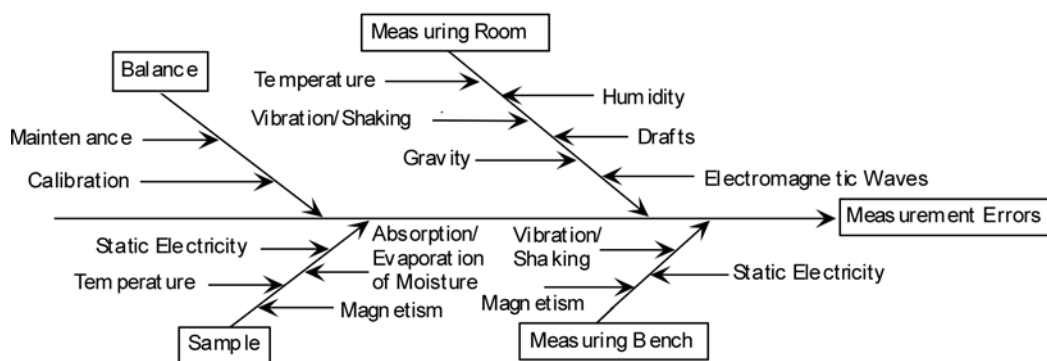 Measuring Room
Balance
Temperature
Humidity
Vibration/Shaking
Maintenance
Drafts
Gravity
Calibration
Electromagnetic Waves
Measurement Errors
Static Electricity
Absorption/
Evaporation
of Moisture
Vibration/
Shaking
Temperature
Static Electricity
Magnetism
Magnetism
Sample
Measuring Bench